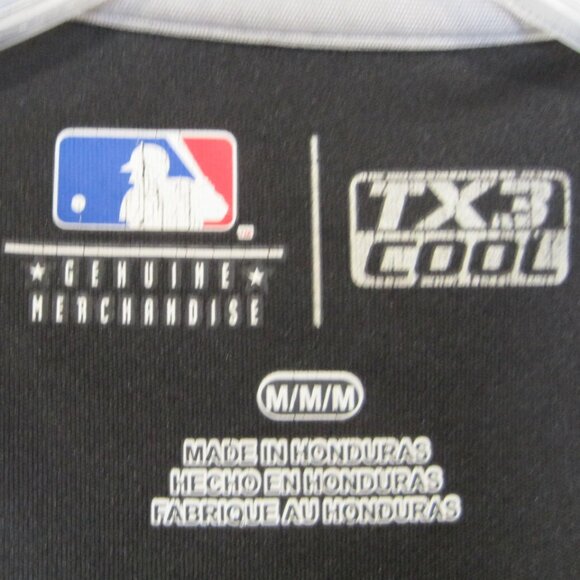 GENUINE
MERCHANDISE
TX3
COOL
M/M/M
MADE IN HONDURAS
HECHO EN HONDURAS
FABRIQUE AU HONDURAS